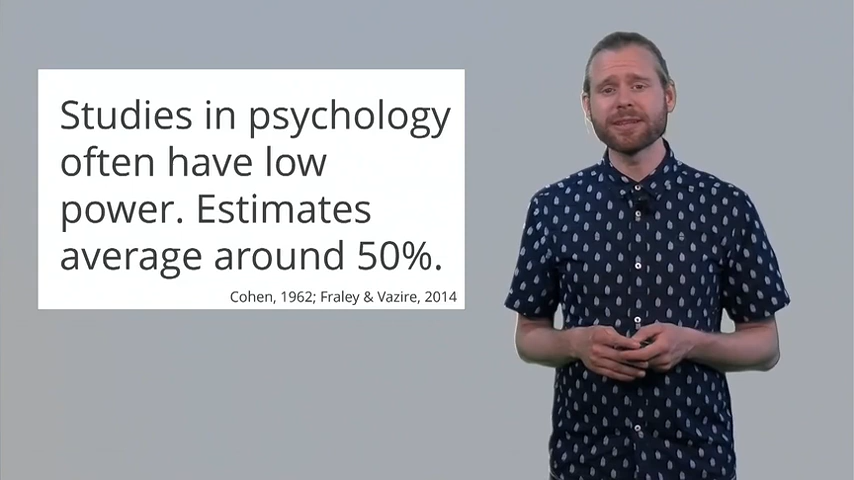 Studies in psychology
often have low
power. Estimates
average around 50%.
Cohen, 1962; Fraley & Vazire, 2014